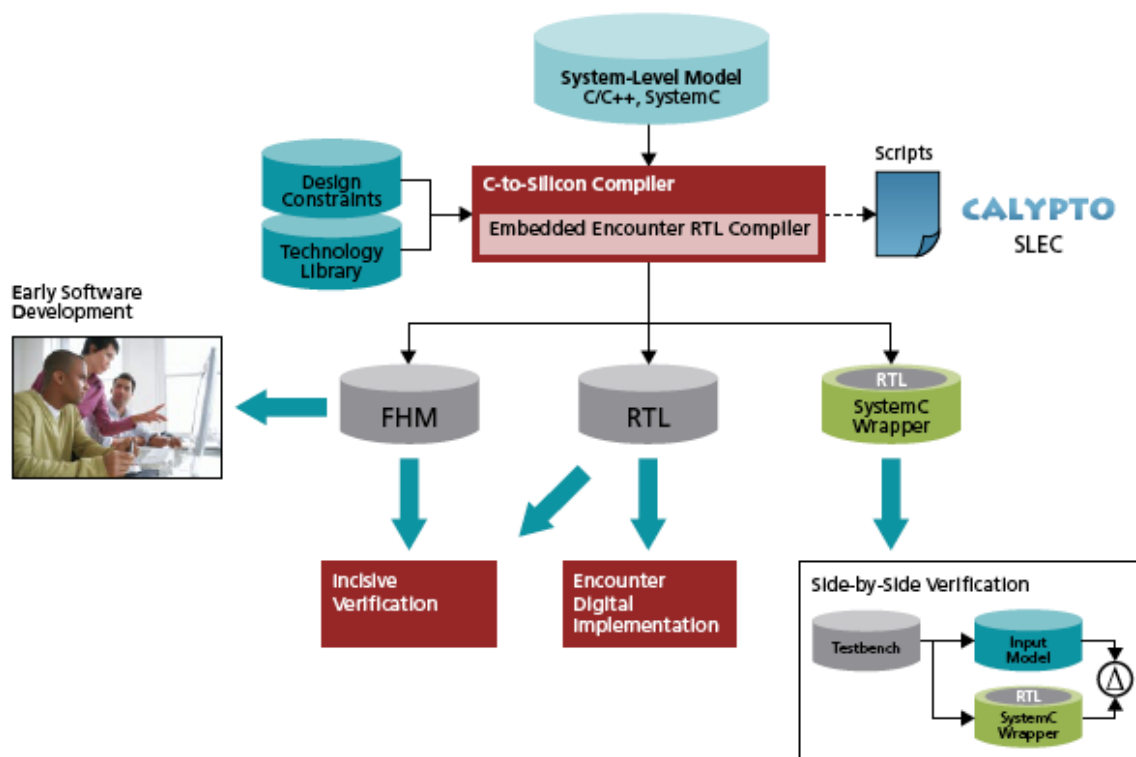 System-Level Model
C/C++, SystemC
Design
Constraints
Technology
Library
C-to-Silicon Compiler
Embedded Encounter RTL Compiler
Scripts
CALYPTO
SLEC
Early Software
Development
FHM
RTL
RTL
SystemC
Wrapper
Incisive
Verification
Encounter
Digital
Implementation
Side-by-Side Verification
Testbench
Input
Model
Δ
RTL
SystemC
Wrapper